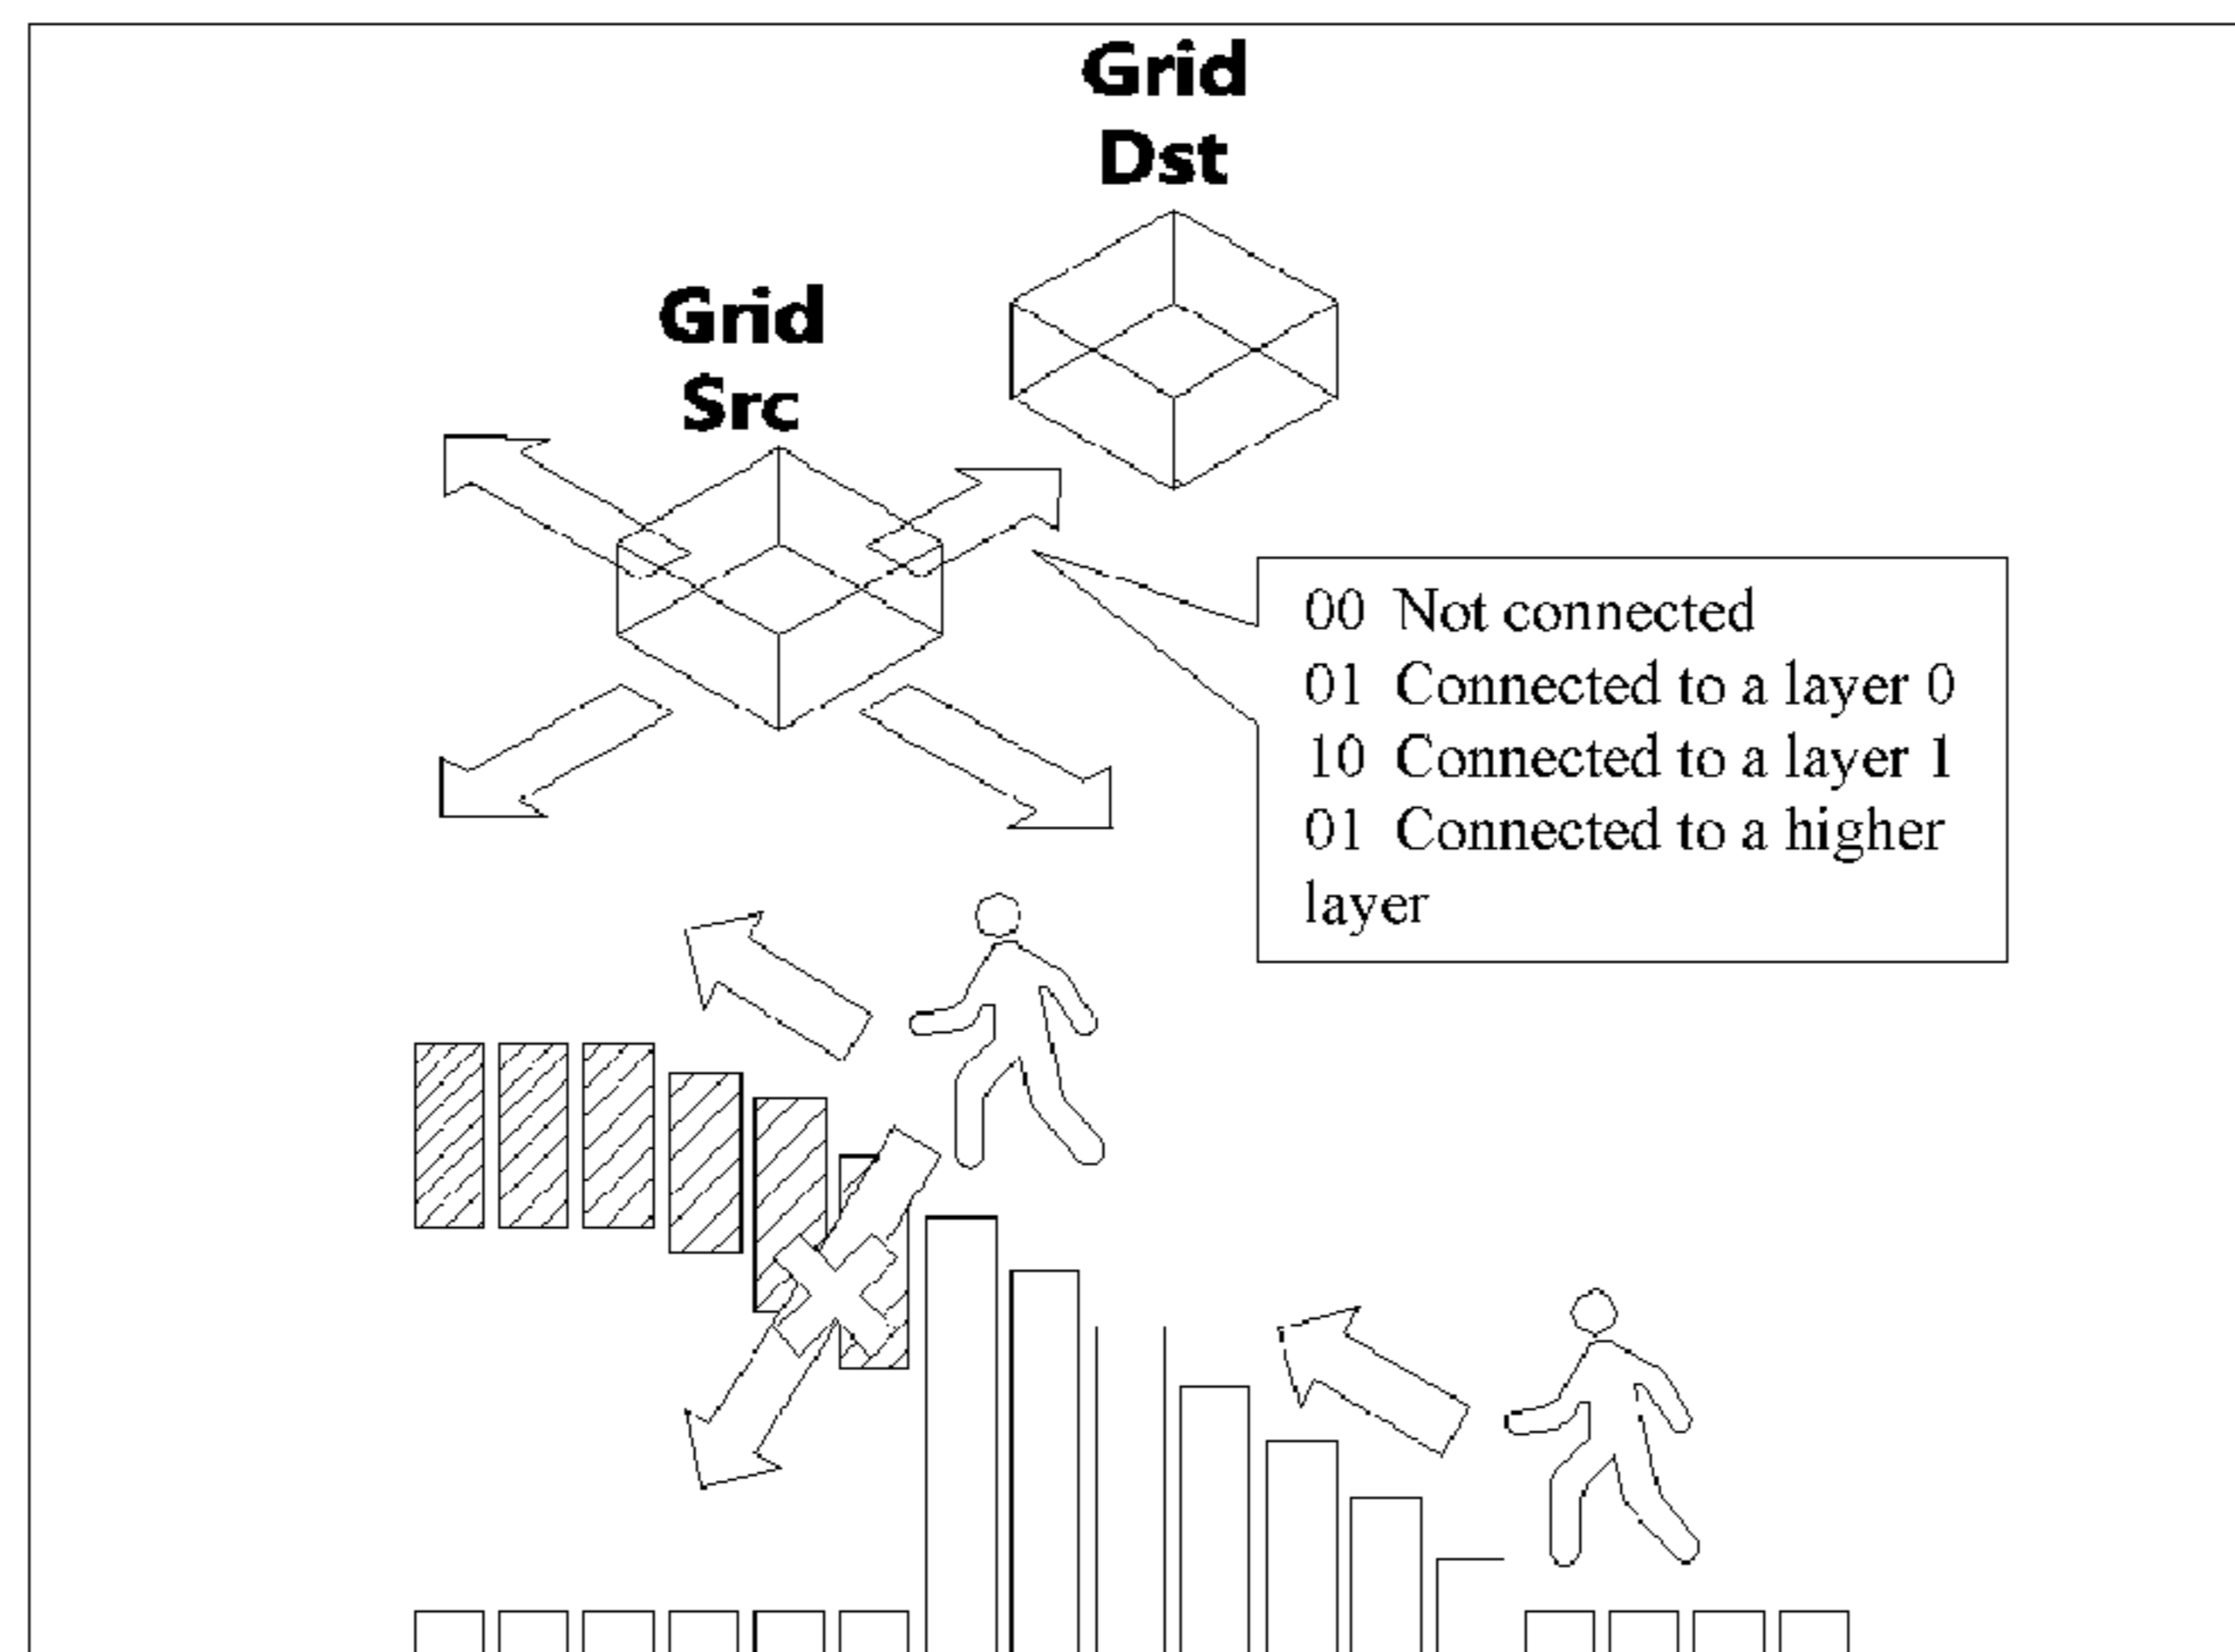 Grid
Dst
Grid
Src
00 Not connected
01 Connected to a layer 0
10 Connected to a layer 1
01 Connected to a higher
layer